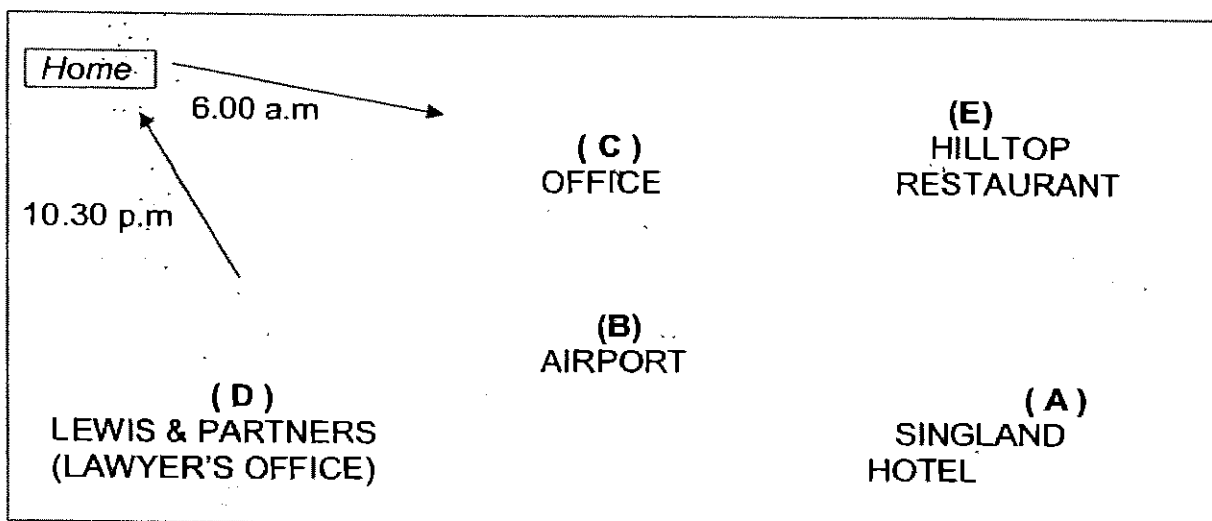 Home
6.00 a.m
10.30 p.m
( C )
OFFICE
(E)
HILLTOP
RESTAURANT
(B)
AIRPORT
( D )
LEWIS & PARTNERS
(LAWYER'S OFFICE)
( A )
SINGLAND
HOTEL